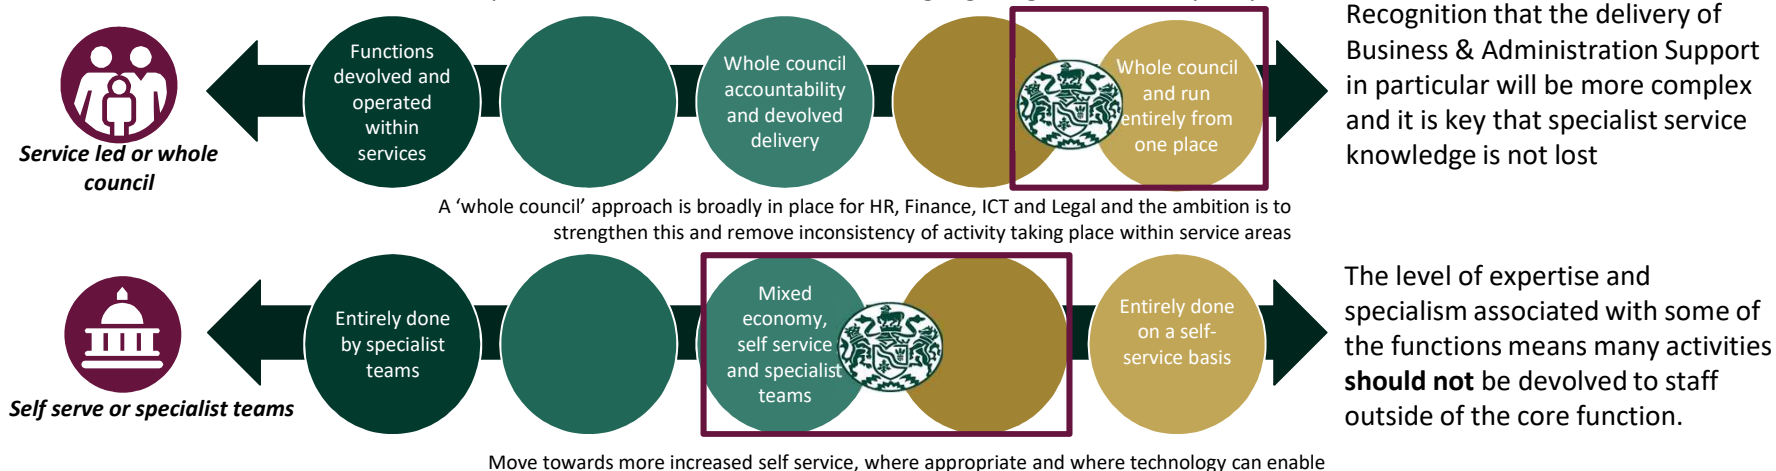 Functions
devolved and
operated
within
services
Whole council
accountability
and devolved
delivery
Whole council
and run
entirely from
one place
Service led or whole
council
Recognition that the delivery of
Business & Administration Support
in particular will be more complex
and it is key that specialist service
knowledge is not lost
A ‘whole council’ approach is broadly in place for HR, Finance, ICT and Legal and the ambition is to
strengthen this and remove inconsistency of activity taking place within service areas
Entirely done
by specialist
teams
Mixed
economy,
self service
and specialist
teams
Entirely done
on a self-
service basis
Self serve or specialist teams
The level of expertise and
specialism associated with some of
the functions means many activities
should not be devolved to staff
outside of the core function.
Move towards more increased self service, where appropriate and where technology can enable